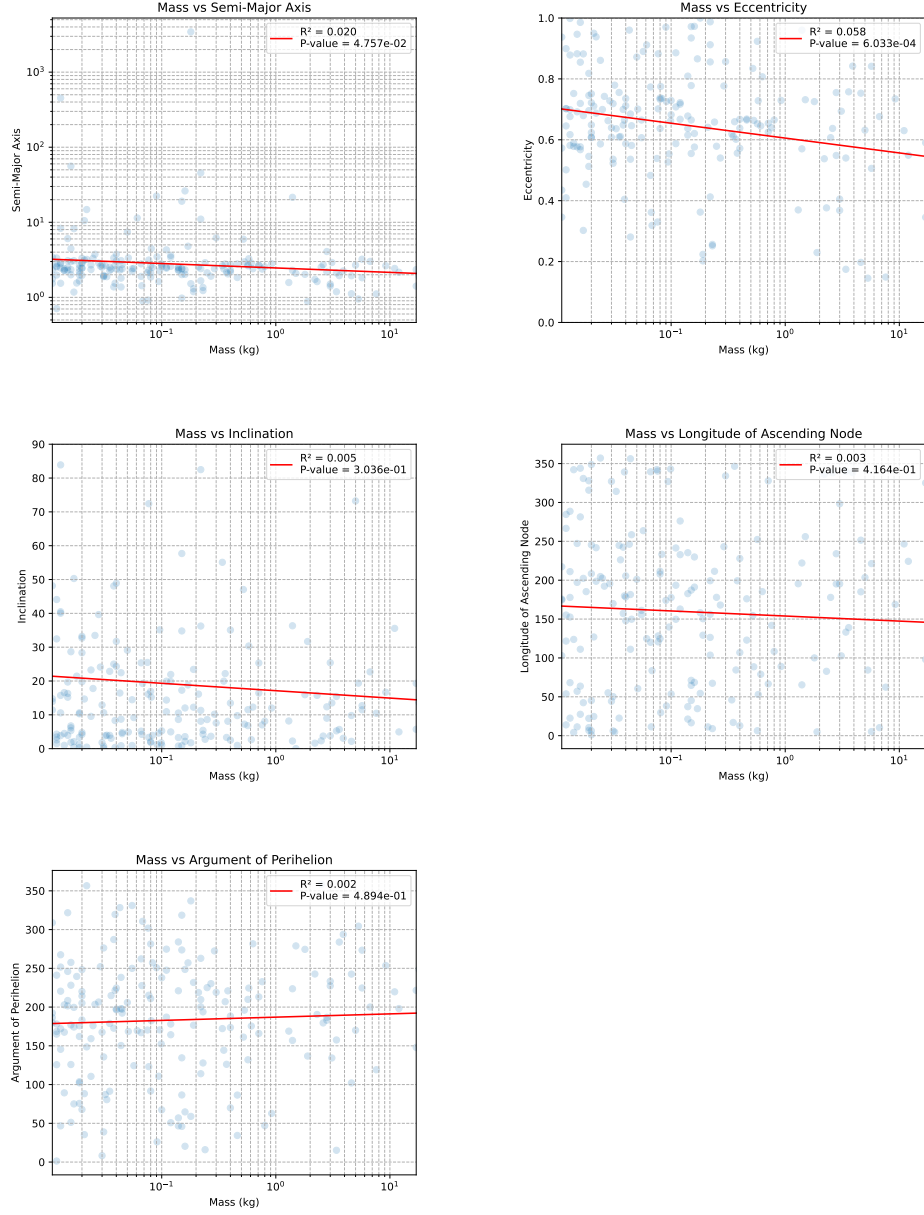 Mass vs Semi-Major Axis
R² = 0.020
P-value = 4.757e-02
10³
10²
10¹
10⁰
Semi-Major Axis
10⁻¹
10⁰
10¹
Mass (kg)
Mass vs Eccentricity
R² = 0.058
P-value = 6.033e-04
1.0
0.8
0.6
0.4
0.2
0.0
Eccentricity
10⁻¹
10⁰
10¹
Mass (kg)
Mass vs Inclination
R² = 0.005
P-value = 3.036e-01
90
80
70
60
50
40
30
20
10
0
Inclination
10⁻¹
10⁰
10¹
Mass (kg)
Mass vs Longitude of Ascending Node
R² = 0.003
P-value = 4.164e-01
350
300
250
200
150
100
50
0
Longitude of Ascending Node
10⁻¹
10⁰
10¹
Mass (kg)
Mass vs Argument of Perihelion
R² = 0.002
P-value = 4.894e-01
350
300
250
200
150
100
50
0
Argument of Perihelion
10⁻¹
10⁰
10¹
Mass (kg)